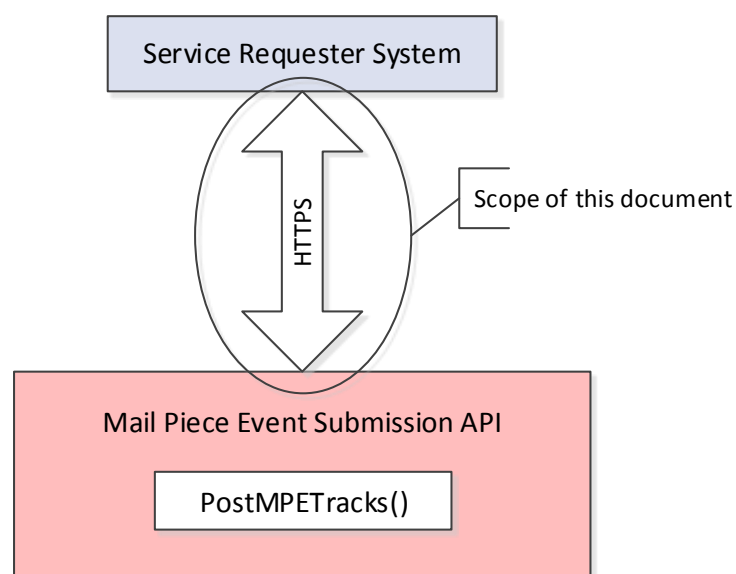 Service Requester System
HTTPS
Scope of this document
Mail Piece Event Submission API
PostMPETracks()